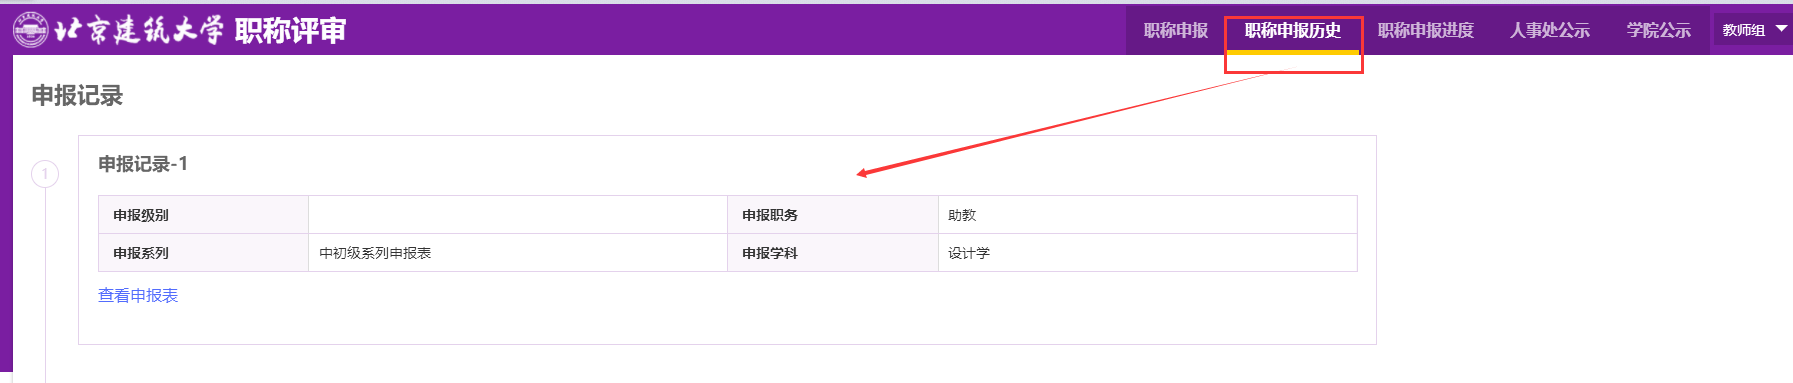 北京建筑大学 职称评审 职称申报 职称申报历史 职称申报进度 人事处公示 学院公示 教师组
申报记录
1 申报记录-1
申报级别 申报职务 助教
申报系列 中初级系列申报表 申报学科 设计学
查看申报表